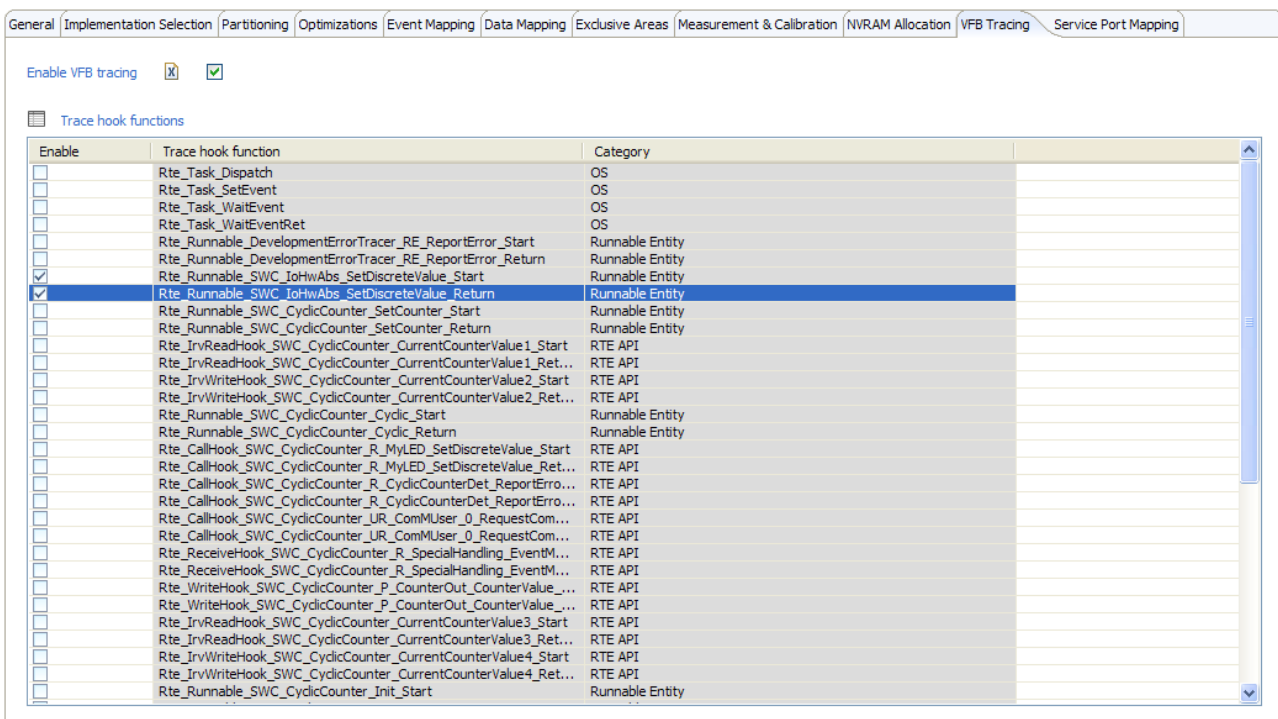 General Implementation Selection Partitioning Optimizations Event Mapping Data Mapping Exclusive Areas Measurement & Calibration NVRAM Allocation VFB Tracing Service Port Mapping
Enable VFB tracing
Trace hook functions
Enable Trace hook function Category
Rte_Task_Dispatch OS
Rte_Task_SetEvent OS
Rte_Task_WaitEvent OS
Rte_Task_WaitEventRet OS
Rte_Runnable_DevelopmentErrorTracer_RE_ReportError_Start Runnable Entity
Rte_Runnable_DevelopmentErrorTracer_RE_ReportError_Return Runnable Entity
Rte_Runnable_SWC_IoHwAbs_SetDiscreteValue_Start Runnable Entity
Rte_Runnable_SWC_IoHwAbs_SetDiscreteValue_Return Runnable Entity
Rte_Runnable_SWC_CyclicCounter_SetCounter_Start Runnable Entity
Rte_Runnable_SWC_CyclicCounter_SetCounter_Return Runnable Entity
Rte_IrvReadHook_SWC_CyclicCounter_CurrentCounterValue1_Start RTE API
Rte_IrvReadHook_SWC_CyclicCounter_CurrentCounterValue1_Ret... RTE API
Rte_IrvWriteHook_SWC_CyclicCounter_CurrentCounterValue2_Start RTE API
Rte_IrvWriteHook_SWC_CyclicCounter_CurrentCounterValue2_Ret... RTE API
Rte_Runnable_SWC_CyclicCounter_Cyclic_Start Runnable Entity
Rte_Runnable_SWC_CyclicCounter_Cyclic_Return Runnable Entity
Rte_CallHook_SWC_CyclicCounter_R_MyLED_SetDiscreteValue_Start RTE API
Rte_CallHook_SWC_CyclicCounter_R_MyLED_SetDiscreteValue_Ret... RTE API
Rte_CallHook_SWC_CyclicCounter_R_CyclicCounterDet_ReportErro... RTE API
Rte_CallHook_SWC_CyclicCounter_R_CyclicCounterDet_ReportErro... RTE API
Rte_CallHook_SWC_CyclicCounter_UR_ComMUser_0_RequestCom... RTE API
Rte_CallHook_SWC_CyclicCounter_UR_ComMUser_0_RequestCom... RTE API
Rte_ReceiveHook_SWC_CyclicCounter_R_SpecialHandling_EventM... RTE API
Rte_ReceiveHook_SWC_CyclicCounter_R_SpecialHandling_EventM... RTE API
Rte_WriteHook_SWC_CyclicCounter_P_CounterOut_CounterValue_... RTE API
Rte_WriteHook_SWC_CyclicCounter_P_CounterOut_CounterValue_... RTE API
Rte_IrvReadHook_SWC_CyclicCounter_CurrentCounterValue3_Start RTE API
Rte_IrvReadHook_SWC_CyclicCounter_CurrentCounterValue3_Ret... RTE API
Rte_IrvWriteHook_SWC_CyclicCounter_CurrentCounterValue4_Start RTE API
Rte_IrvWriteHook_SWC_CyclicCounter_CurrentCounterValue4_Ret... RTE API
Rte_Runnable_SWC_CyclicCounter_Init_Start Runnable Entity